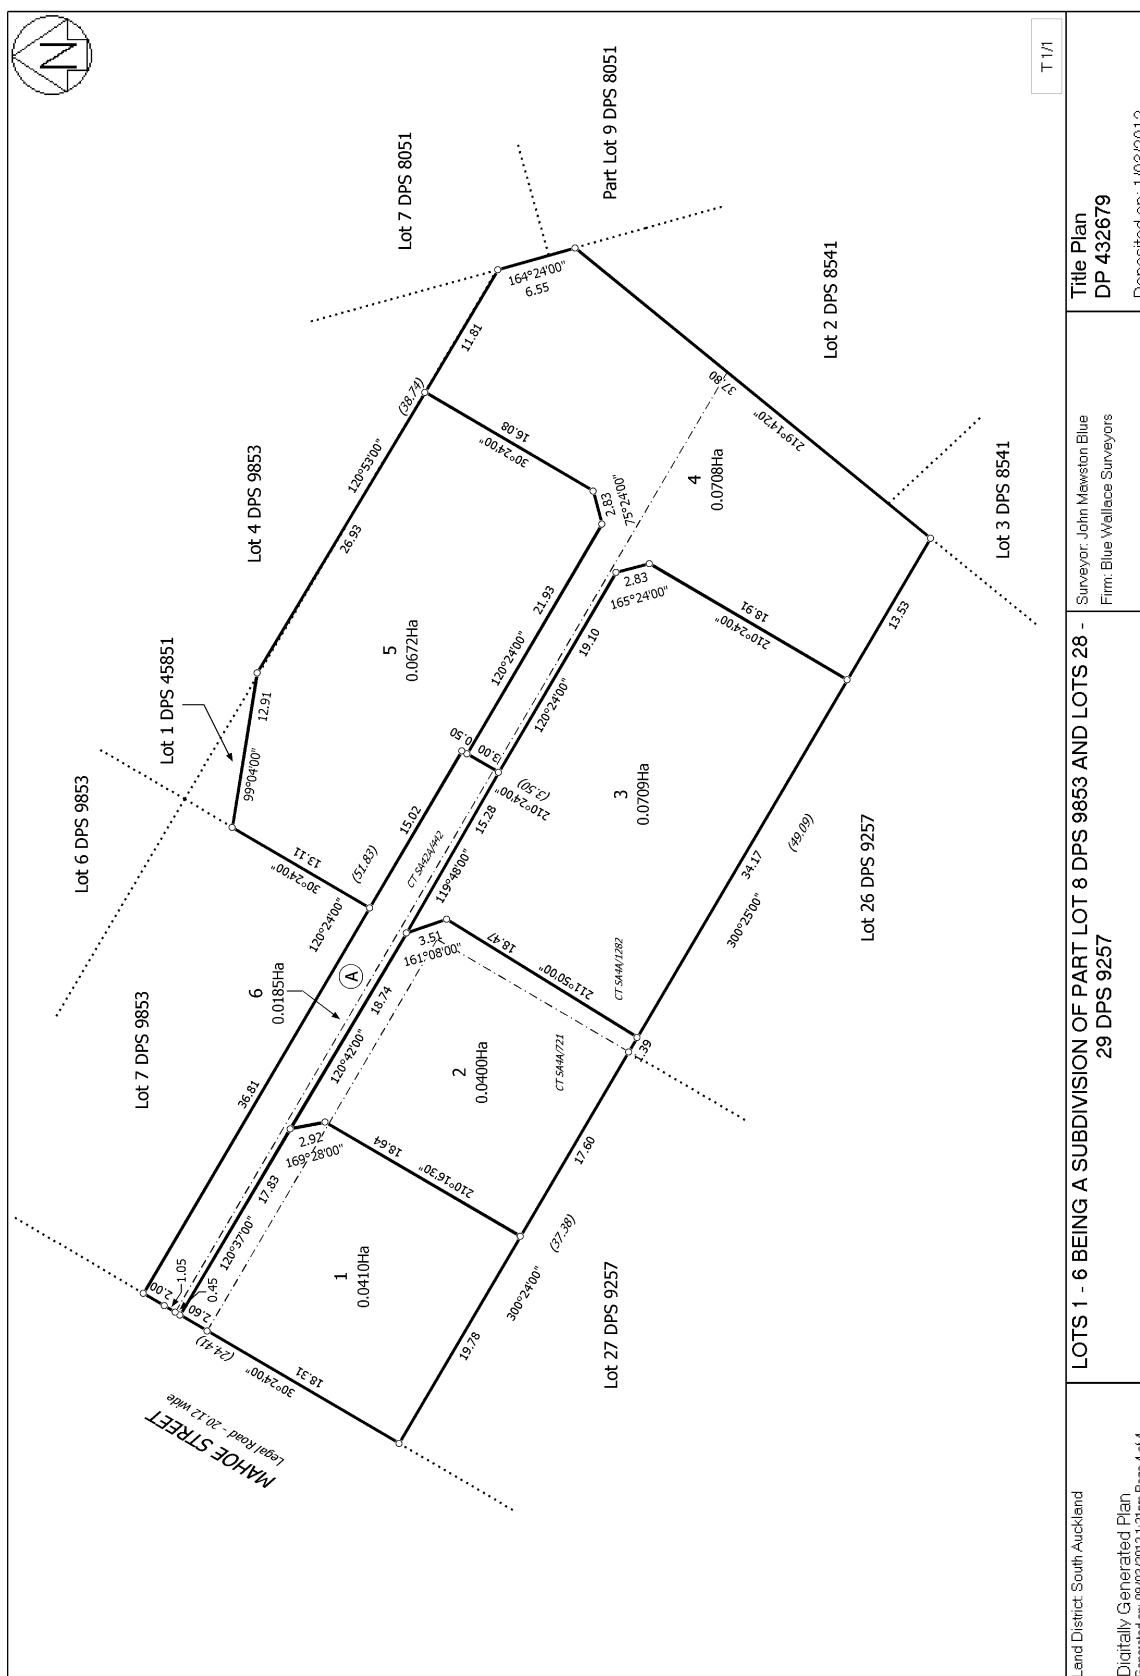 N
T 1/1
Lot 7 DPS 8051
Part Lot 9 DPS 8051
Lot 4 DPS 9853
Lot 1 DPS 45851
Lot 6 DPS 9853
Lot 7 DPS 9853
Lot 2 DPS 8541
Lot 3 DPS 8541
Lot 26 DPS 9257
Lot 27 DPS 9257
MAHOE STREET
Legal Road - 20.12 wide
164°24'00"
6.55
11.81
(38.74)
120°53'00"
26.93
12.91
99°04'00"
13.11
30°24'00"
120°24'00"
(51.83)
15.02
36.81
16.08
30°24'00"
2.83
75°24'00"
21.93
120°24'00"
0.50
3.00
210°24'00"
(3.50)
37.80
219°14'20"
13.53
18.91
210°24'00"
2.83
165°24'00"
19.10
120°24'00"
15.28
119°48'00"
CT SA42A/442
3.51
161°08'00"
18.47
211°50'00"
CT SA4A/1282
CT SA4A/721
1.39
34.17
(49.09)
300°25'00"
18.74
120°42'00"
2.92
169°28'00"
18.64
210°16'30"
17.60
(37.38)
300°24'00"
19.78
17.83
120°37'00"
2.00
1.05
0.45
2.60
(24.41)
30°24'00"
18.31
A
1
0.0410Ha
2
0.0400Ha
3
0.0709Ha
4
0.0708Ha
5
0.0672Ha
6
0.0185Ha
Land District: South Auckland
Digitally Generated Plan
LOTS 1 - 6 BEING A SUBDIVISION OF PART LOT 8 DPS 9853 AND LOTS 28 -
29 DPS 9257
Surveyor: John Mawston Blue
Firm: Blue Wallace Surveyors
Title Plan
DP 432679
Deposited on: 1/03/2012